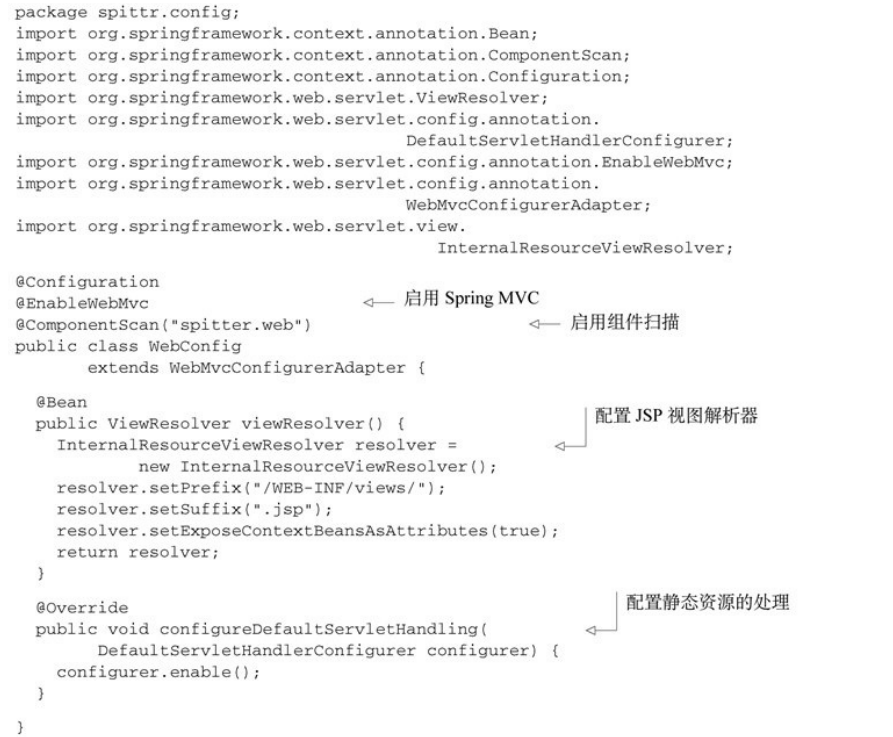 package spittr.config;
import org.springframework.context.annotation.Bean;
import org.springframework.context.annotation.ComponentScan;
import org.springframework.context.annotation.Configuration;
import org.springframework.web.servlet.ViewResolver;
import org.springframework.web.servlet.config.annotation.
DefaultServletHandlerConfigurer;
import org.springframework.web.servlet.config.annotation.EnableWebMvc;
import org.springframework.web.servlet.config.annotation.
WebMvcConfigurerAdapter;
import org.springframework.web.servlet.view.
InternalResourceViewResolver;
@Configuration
@EnableWebMvc 启用 Spring MVC
@ComponentScan("spitter.web") 启用组件扫描
public class WebConfig
extends WebMvcConfigurerAdapter {
@Bean
public ViewResolver viewResolver() { 配置 JSP 视图解析器
InternalResourceViewResolver resolver =
new InternalResourceViewResolver();
resolver.setPrefix("/WEB-INF/views/");
resolver.setSuffix(".jsp");
resolver.setExposeContextBeansAsAttributes(true);
return resolver;
}
@Override 配置静态资源的处理
public void configureDefaultServletHandling(
DefaultServletHandlerConfigurer configurer) {
configurer.enable();
}
}